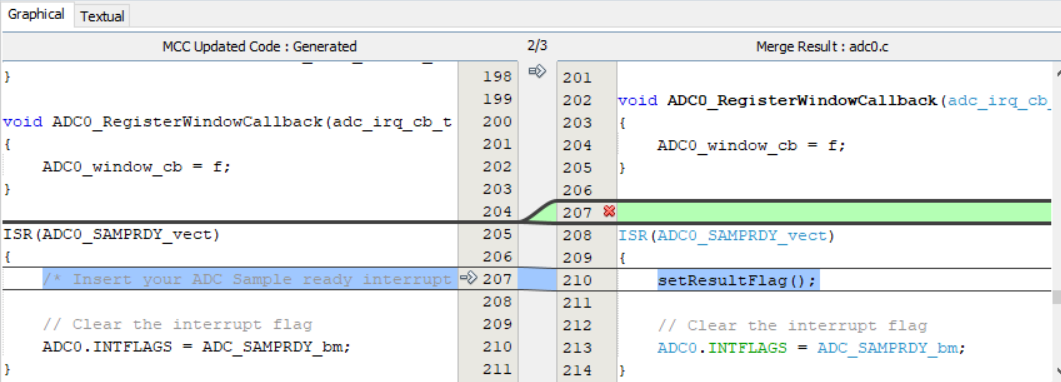 Graphical Textual
MCC Updated Code : Generated 2/3 Merge Result : adc0.c
} 198 201
199 202 void ADC0_RegisterWindowCallback(adc_irq_cb_
void ADC0_RegisterWindowCallback(adc_irq_cb_t 200 203 {
{ 201 204 ADC0_window_cb = f;
ADC0_window_cb = f; 202 205 }
} 203 206
204 207
ISR(ADC0_SAMPRDY_vect) 205 208 ISR(ADC0_SAMPRDY_vect)
{ 206 209 {
/* Insert your ADC Sample ready interrupt 207 210 setResultFlag();
208 211
// Clear the interrupt flag 209 212 // Clear the interrupt flag
ADC0.INTFLAGS = ADC_SAMPRDY_bm; 210 213 ADC0.INTFLAGS = ADC_SAMPRDY_bm;
} 211 214 }